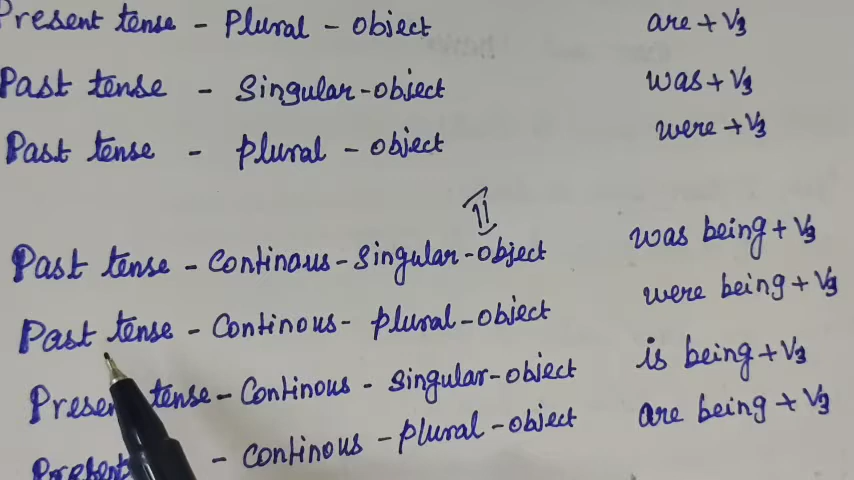 Present tense - Plural - object are + V3
Past tense - Singular - object was + V3
Past tense - plural - object were + V3
II
Past tense - Continous - Singular - object was being + V3
Past tense - Continous - plural - object were being + V3
Present tense - Continous - singular - object is being + V3
Present - continous - plural - object are being + V3